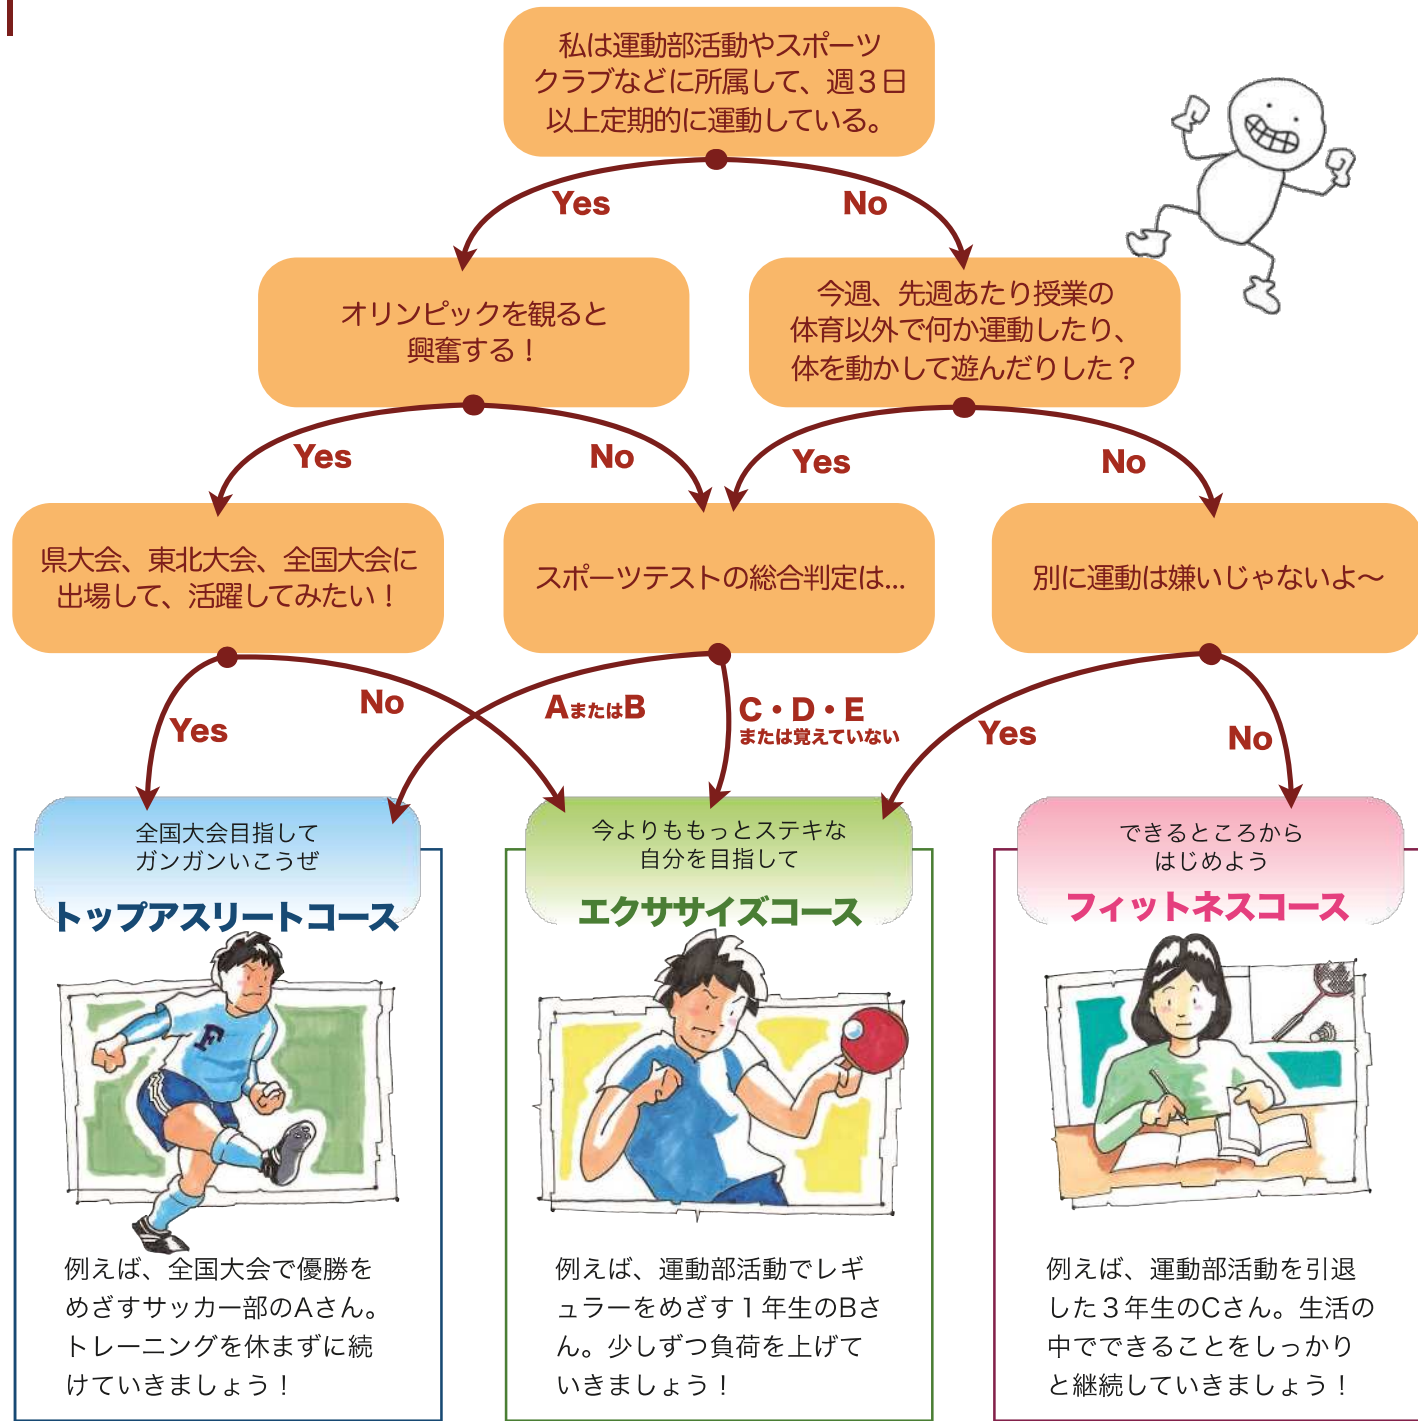 私は運動部活動やスポーツ
クラブなどに所属して、週３日
以上定期的に運動している。
Yes
No
オリンピックを観ると
興奮する！
今週、先週あたり授業の
体育以外で何か運動したり、
体を動かして遊んだりした？
Yes
No
Yes
No
県大会、東北大会、全国大会に
出場して、活躍してみたい！
スポーツテストの総合判定は...
別に運動は嫌いじゃないよ〜
Yes
No
AまたはB
C・D・E
または覚えていない
Yes
No
全国大会目指して
ガンガンいこうぜ
トップアスリートコース
今よりももっとステキな
自分を目指して
エクササイズコース
できるところから
はじめよう
フィットネスコース
F
例えば、全国大会で優勝を
めざすサッカー部のAさん。
トレーニングを休まずに続
けていきましょう！
例えば、運動部活動でレギ
ュラーをめざす１年生のBさ
ん。少しずつ負荷を上げて
いきましょう！
例えば、運動部活動を引退
した３年生のCさん。生活の
中でできることをしっかり
と継続していきましょう！